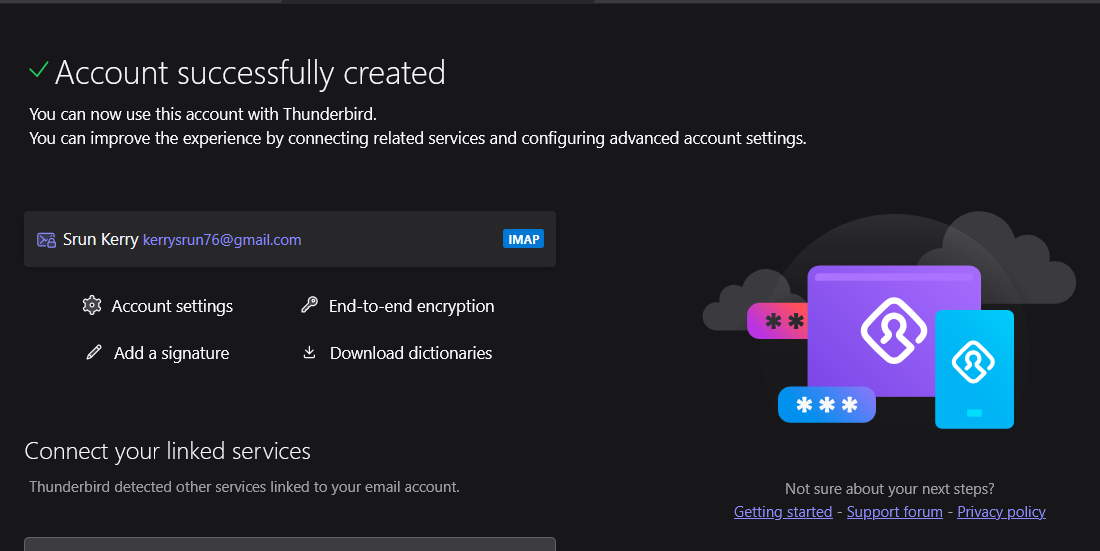 Account successfully created
You can now use this account with Thunderbird.
You can improve the experience by connecting related services and configuring advanced account settings.
Srun Kerry kerrysrun76@gmail.com IMAP
Account settings
End-to-end encryption
Add a signature
Download dictionaries
Connect your linked services
Thunderbird detected other services linked to your email account.
* *
* * *
Not sure about your next steps?
Getting started - Support forum - Privacy policy